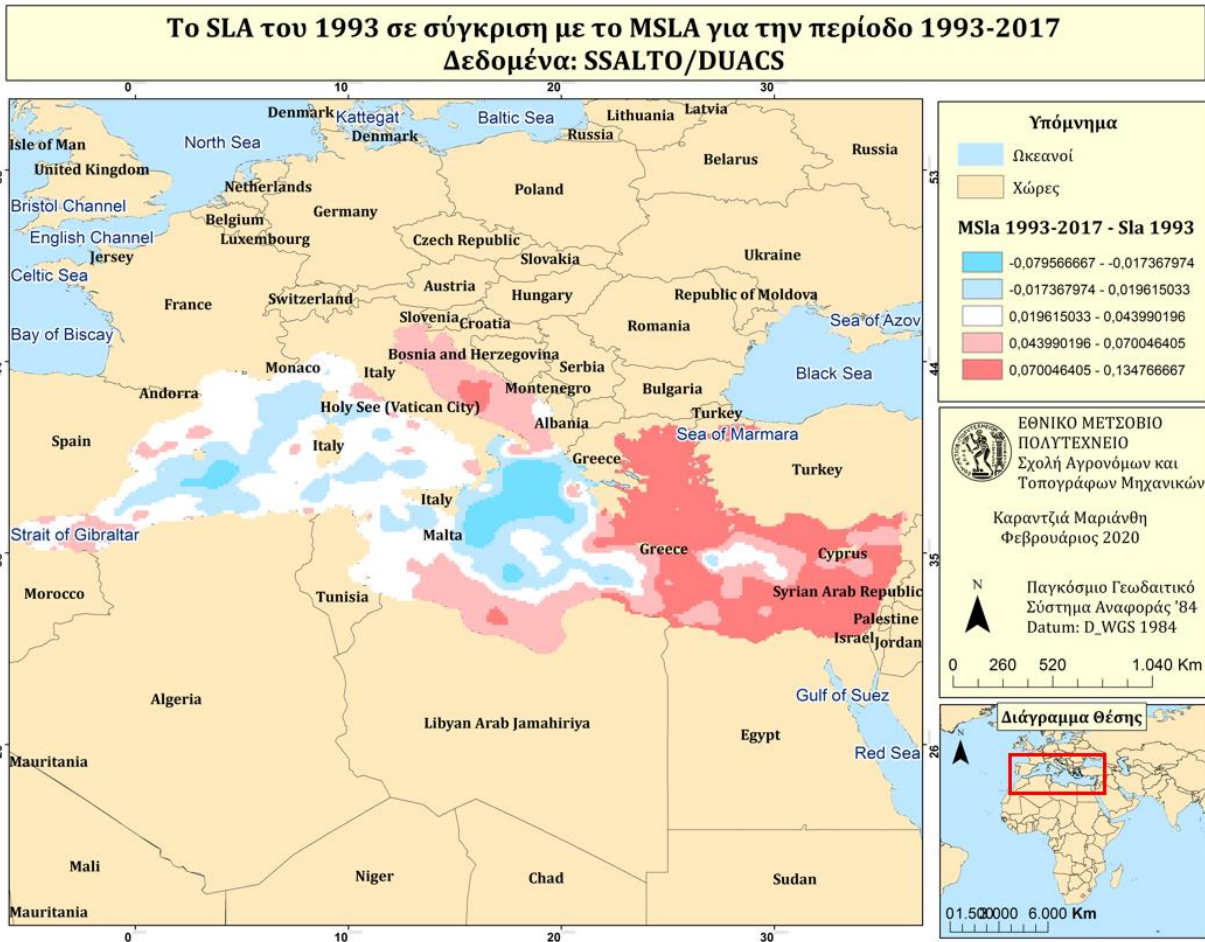 Το SLA του 1993 σε σύγκριση με το MSLA για την περίοδο 1993-2017
Δεδομένα: SSALTO/DUACS
0
10
20
30
Denmark
Kattegat
Denmark
Baltic Sea
Lithuania
Latvia
Russia
Russia
Isle of Man
North Sea
Belarus
United Kingdom
53
Netherlands
Poland
Bristol Channel
Belgium
Germany
English Channel
Luxembourg
Czech Republic
Jersey
Slovakia
Ukraine
Celtic Sea
Austria
Hungary
Republic of Moldova
France
Switzerland
Slovenia
Croatia
Romania
Sea of Azov
Bay of Biscay
Bosnia and Herzegovina
Serbia
Monaco
Italy
Black Sea
44
Andorra
Montenegro
Bulgaria
Holy See (Vatican City)
Albania
Turkey
Spain
Italy
Sea of Marmara
Greece
Turkey
Italy
Strait of Gibraltar
Malta
Greece
Cyprus
35
Morocco
Tunisia
Syrian Arab Republic
Palestine
Israel
Jordan
Algeria
Gulf of Suez
Libyan Arab Jamahiriya
Egypt
26
Mauritania
Red Sea
Mali
Niger
Chad
Sudan
Mauritania
0
10
20
30
Υπόμνημα
Ωκεανοί
Χώρες
MSla 1993-2017 - Sla 1993
-0,079566667 - -0,017367974
-0,017367974 - 0,019615033
0,019615033 - 0,043990196
0,043990196 - 0,070046405
0,070046405 - 0,134766667
ΕΘΝΙΚΟ ΜΕΤΣΟΒΙΟ
ΠΟΛΥΤΕΧΝΕΙΟ
Σχολή Αγρονόμων και
Τοπογράφων Μηχανικών
Καραντζιά Μαριάνθη
Φεβρουάριος 2020
N
Παγκόσμιο Γεωδαιτικό
Σύστημα Αναφοράς '84
Datum: D_WGS 1984
0 260 520 1.040 Km
Διάγραμμα Θέσης
N
6.000 Km